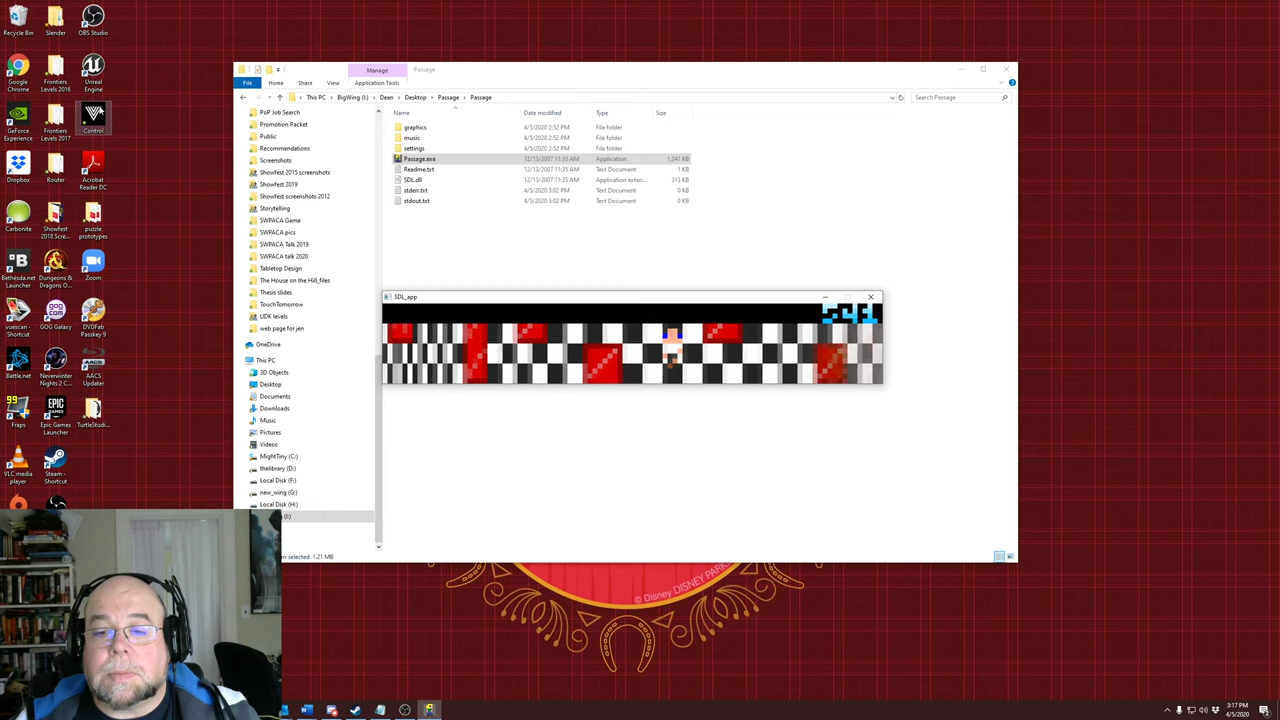 Recycle Bin
Slender
OBS Studio
Google Chrome
Frontiers Levels 2016
Unreal Engine
GeForce Experience
Frontiers Levels 2017
Control
Dropbox
Router
Acrobat Reader DC
Carbonite
Showfest 2018 Scre...
puzzle prototypes
Bethesda.net Launcher
Dungeons & Dragons O...
Zoom
vuescan - Shortcut
GOG Galaxy
DVDFab Passkey 9
Battle.net
Neverwinter Nights 2 C...
AACS Updater
99
Fraps
Epic Games Launcher
TurtleStudi...
VLC media player
Steam - Shortcut
Manage
Passage
File
Home
Share
View
Application Tools
This PC > BigWing (I:) > Dean > Desktop > Passage > Passage
Search Passage
Name
Date modified
Type
Size
graphics
4/5/2020 2:52 PM
File folder
music
4/5/2020 2:52 PM
File folder
settings
4/5/2020 2:52 PM
File folder
Passage.exe
12/13/2007 11:35 AM
Application
1,241 KB
Readme.txt
12/13/2007 11:35 AM
Text Document
1 KB
SDL.dll
12/13/2007 11:35 AM
Application exten...
313 KB
stderr.txt
4/5/2020 3:02 PM
Text Document
0 KB
stdout.txt
4/5/2020 3:02 PM
Text Document
0 KB
PoP Job Search
Promotion Packet
Public
Recommendations
Screenshots
Showfest 2015 screenshots
Showfest 2019
Showfest screenshots 2012
Storytelling
SWPACA Game
SWPACA pics
SWPACA Talk 2019
SWPACA talk 2020
Tabletop Design
The House on the Hill_files
Thesis slides
TouchTomorrow
UDK levels
web page for jen
OneDrive
This PC
3D Objects
Desktop
Documents
Downloads
Music
Pictures
Videos
MightTiny (C:)
thelibrary (D:)
Local Disk (F:)
new_wing (G:)
Local Disk (H:)
(I:)
selected 1.21 MB
SDL_app
© Disney DISNEY PARKS
3:17 PM
4/5/2020